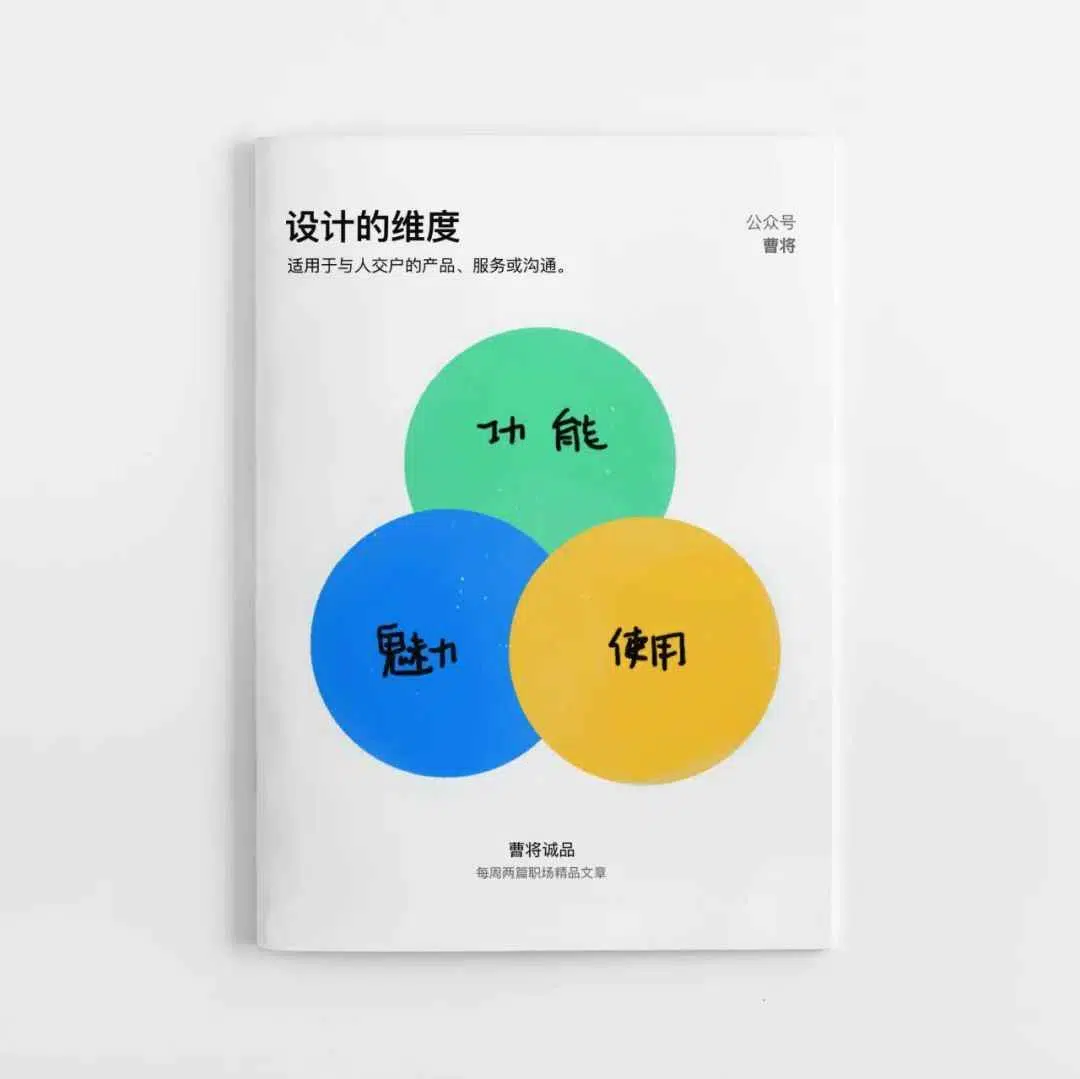 设计的维度
适用于与人交户的产品、服务或沟通。
公众号
曹将
功能
魅力
使用
曹将诚品
每周两篇职场精品文章